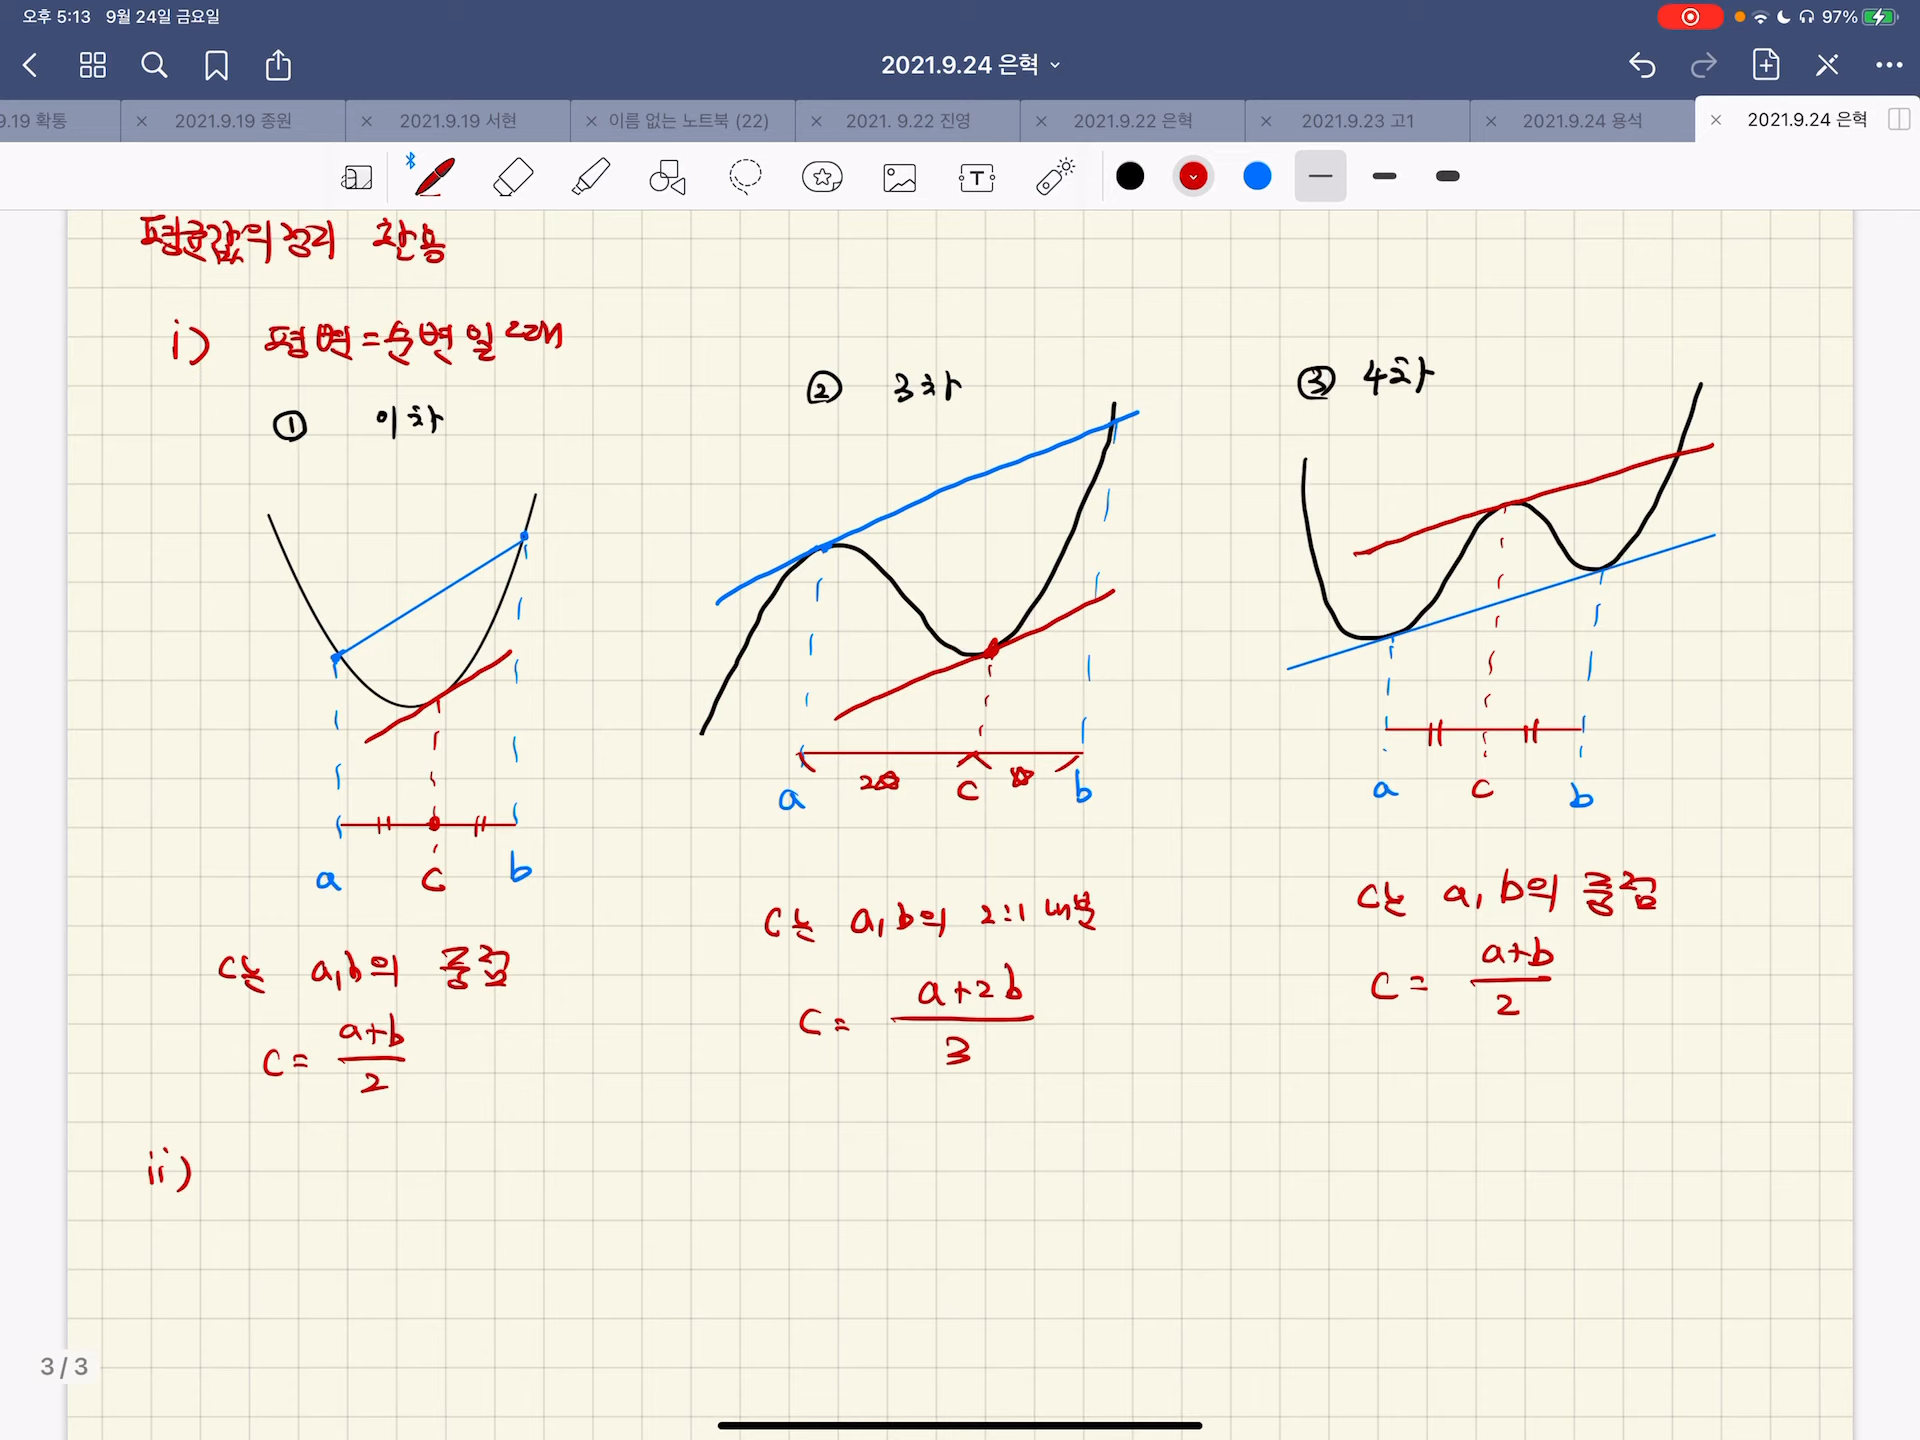 오후 5:13 9월 24일 금요일
97%
2021.9.24 은혁
9.19 확통
2021.9.19 종원
2021.9.19 서현
이름 없는 노트북 (22)
2021. 9.22 진영
2021.9.22 은혁
2021.9.23 고1
2021.9.24 용석
2021.9.24 은혁
평균값의정리 활용
i) 평변=순변일 때
① 이차
② 3차
③ 4차
a c b
a 2☆ c ☆ b
a c b
c는 a,b의 중점
c= a+b/2
c는 a,b의 2:1 내분
c= a+2b/3
c는 a,b의 중점
c= a+b/2
ii)
3 / 3